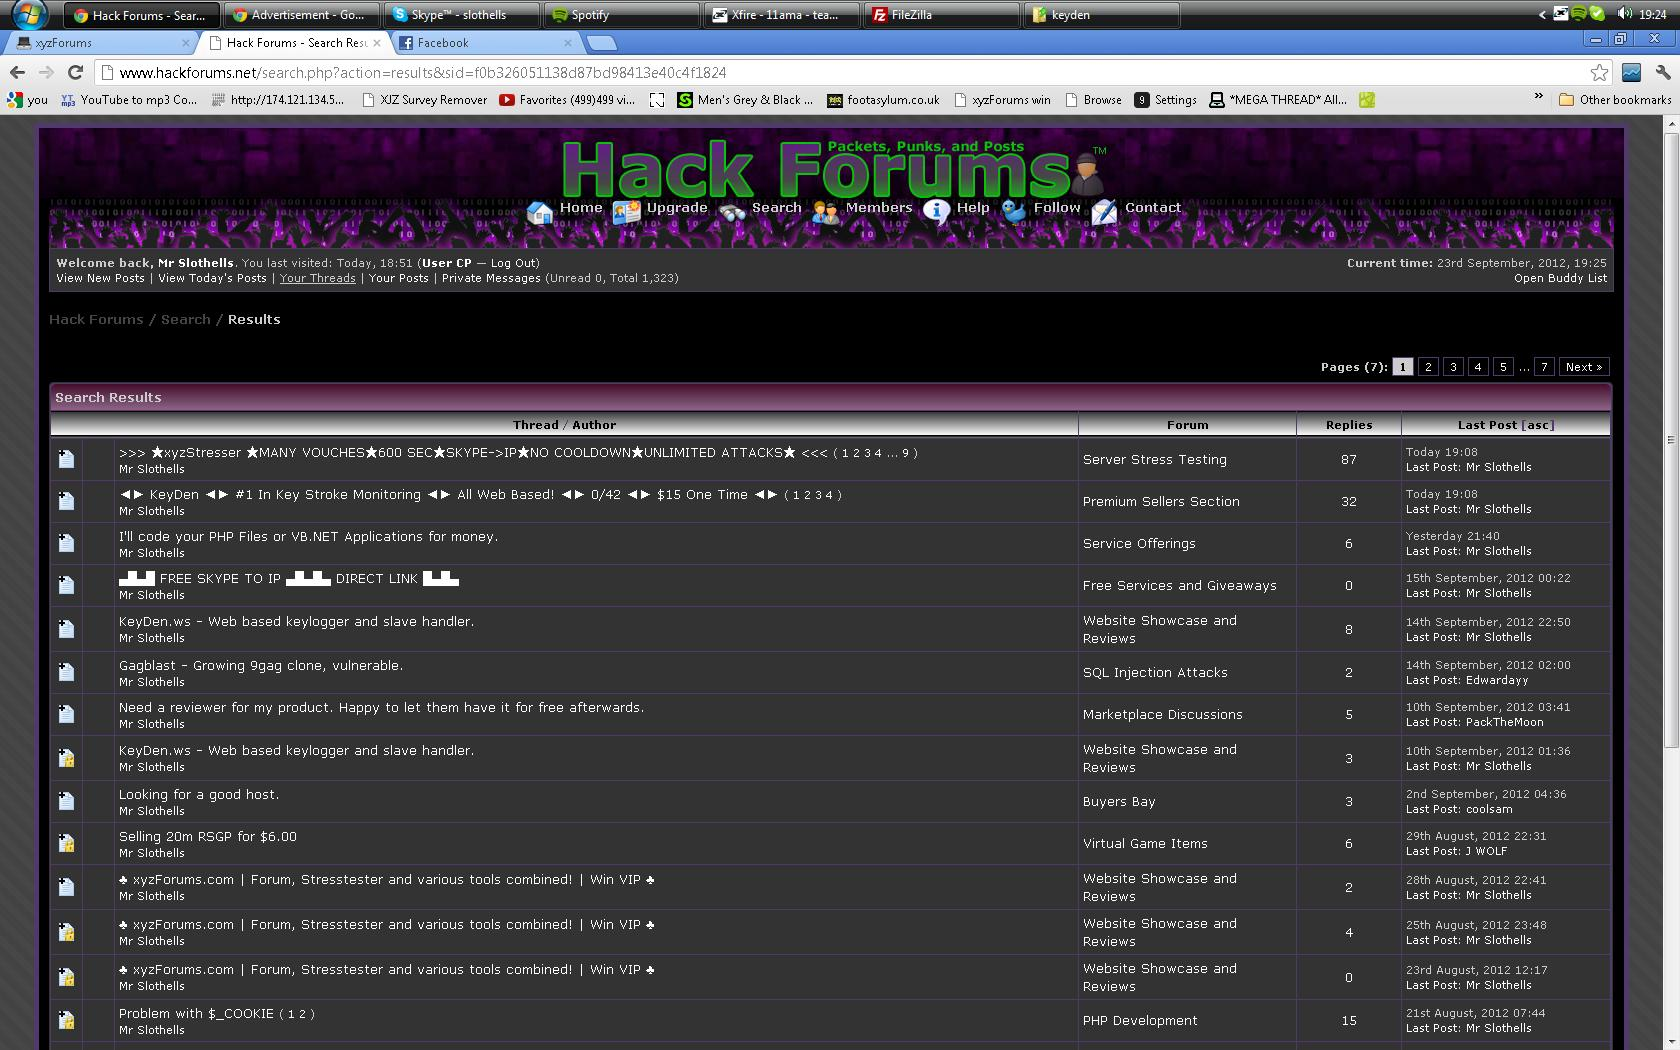 Hack Forums - Sear...
Advertisement - Go...
Skype™ - slothells
Spotify
Xfire - 11ama - tea...
FileZilla
keyden
19:24
xyzForums
Hack Forums - Search Resu
Facebook
www.hackforums.net/search.php?action=results&sid=f0b326051138d87bd98413e40c4f1824
you
YouTube to mp3 Co...
http://174.121.134.5...
XJZ Survey Remover
Favorites (499)499 vi...
Men's Grey & Black ...
footasylum.co.uk
xyzForums win
Browse
Settings
*MEGA THREAD* All...
»
Other bookmarks
Packets, Punks, and Posts
Hack Forums™
Home
Upgrade
Search
Members
Help
Follow
Contact
Welcome back, Mr Slothells. You last visited: Today, 18:51 (User CP — Log Out)
Current time: 23rd September, 2012, 19:25
View New Posts | View Today's Posts | Your Threads | Your Posts | Private Messages (Unread 0, Total 1,323)
Open Buddy List
Hack Forums / Search / Results
Pages (7): 1 2 3 4 5 ... 7 Next »
Search Results
Thread / Author
Forum
Replies
Last Post [asc]
>>> ★xyzStresser ★MANY VOUCHES★600 SEC★SKYPE->IP★NO COOLDOWN★UNLIMITED ATTACKS★ <<< ( 1 2 3 4 ... 9 )
Mr Slothells
Server Stress Testing
87
Today 19:08
Last Post: Mr Slothells
◄► KeyDen ◄► #1 In Key Stroke Monitoring ◄► All Web Based! ◄► 0/42 ◄► $15 One Time ◄► ( 1 2 3 4 )
Mr Slothells
Premium Sellers Section
32
Today 19:08
Last Post: Mr Slothells
I'll code your PHP Files or VB.NET Applications for money.
Mr Slothells
Service Offerings
6
Yesterday 21:40
Last Post: Mr Slothells
▄█▄█ FREE SKYPE TO IP ▄█▄█▄ DIRECT LINK █▄█▄
Mr Slothells
Free Services and Giveaways
0
15th September, 2012 00:22
Last Post: Mr Slothells
KeyDen.ws - Web based keylogger and slave handler.
Mr Slothells
Website Showcase and
Reviews
8
14th September, 2012 22:50
Last Post: Mr Slothells
Gagblast - Growing 9gag clone, vulnerable.
Mr Slothells
SQL Injection Attacks
2
14th September, 2012 02:00
Last Post: Edwardayy
Need a reviewer for my product. Happy to let them have it for free afterwards.
Mr Slothells
Marketplace Discussions
5
10th September, 2012 03:41
Last Post: PackTheMoon
KeyDen.ws - Web based keylogger and slave handler.
Mr Slothells
Website Showcase and
Reviews
3
10th September, 2012 01:36
Last Post: Mr Slothells
Looking for a good host.
Mr Slothells
Buyers Bay
3
2nd September, 2012 04:36
Last Post: coolsam
Selling 20m RSGP for $6.00
Mr Slothells
Virtual Game Items
6
29th August, 2012 22:31
Last Post: J WOLF
♣ xyzForums.com | Forum, Stresstester and various tools combined! | Win VIP ♣
Mr Slothells
Website Showcase and
Reviews
2
28th August, 2012 22:41
Last Post: Mr Slothells
♣ xyzForums.com | Forum, Stresstester and various tools combined! | Win VIP ♣
Mr Slothells
Website Showcase and
Reviews
4
25th August, 2012 23:48
Last Post: Mr Slothells
♣ xyzForums.com | Forum, Stresstester and various tools combined! | Win VIP ♣
Mr Slothells
Website Showcase and
Reviews
0
23rd August, 2012 12:17
Last Post: Mr Slothells
Problem with $_COOKIE ( 1 2 )
Mr Slothells
PHP Development
15
21st August, 2012 07:44
Last Post: Mr Slothells